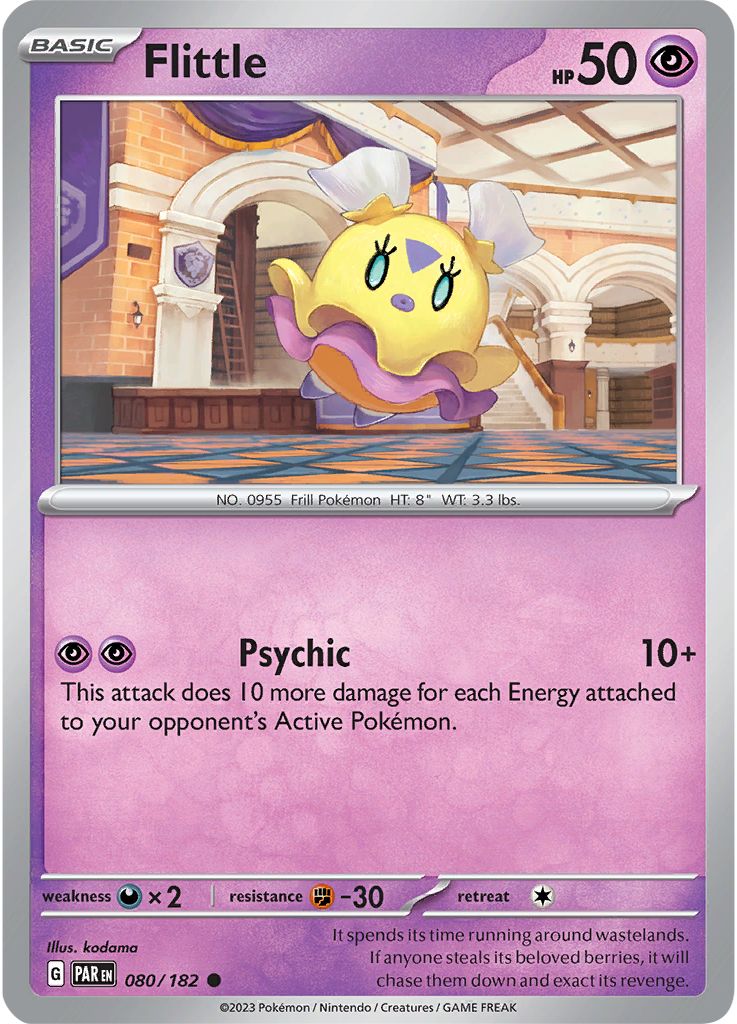 BASIC Flittle HP 50
NO. 0955 Frill Pokémon HT: 8" WT: 3.3 lbs.
Psychic 10+
This attack does 10 more damage for each Energy attached
to your opponent's Active Pokémon.
weakness ×2 resistance -30 retreat
Illus. kodama
It spends its time running around wastelands.
If anyone steals its beloved berries, it will
chase them down and exact its revenge.
G PAR EN 080/182
©2023 Pokémon / Nintendo / Creatures / GAME FREAK